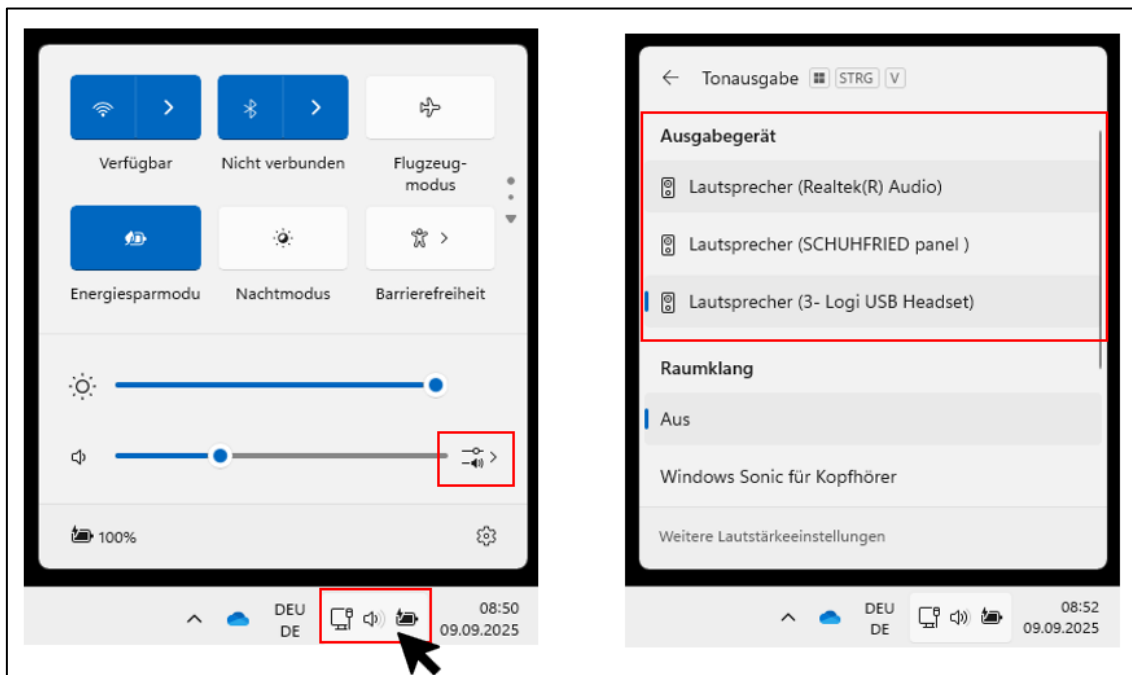 Verfügbar
Nicht verbunden
Flugzeug-
modus
Energiesparmodu
Nachtmodus
Barrierefreiheit
100%
DEU
DE
08:50
09.09.2025
Tonausgabe STRG V
Ausgabegerät
Lautsprecher (Realtek(R) Audio)
Lautsprecher (SCHUHFRIED panel )
Lautsprecher (3- Logi USB Headset)
Raumklang
Aus
Windows Sonic für Kopfhörer
Weitere Lautstärkeeinstellungen
DEU
DE
08:52
09.09.2025